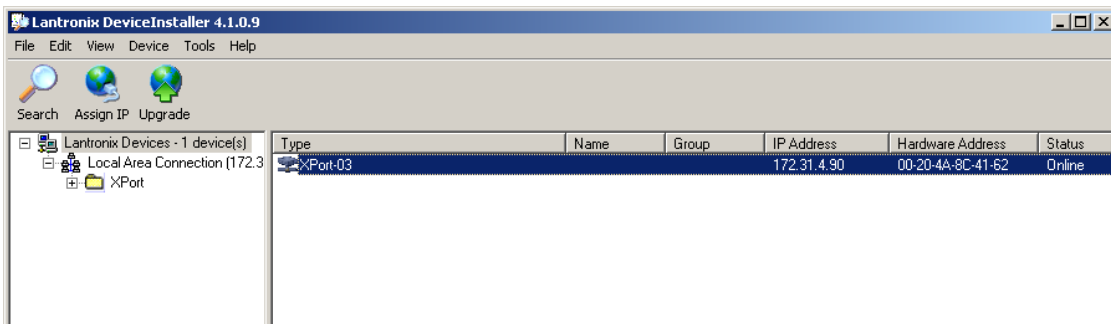 Lantronix DeviceInstaller 4.1.0.9
File Edit View Device Tools Help
Search Assign IP Upgrade
Lantronix Devices - 1 device(s)
Local Area Connection (172.3
XPort
Type Name Group IP Address Hardware Address Status
XPort-03 172.31.4.90 00-20-4A-8C-41-62 Online